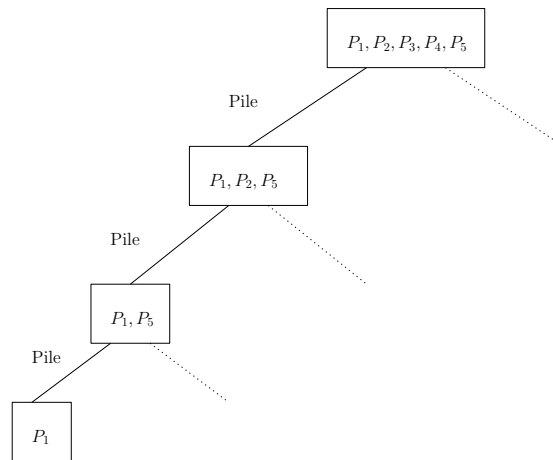 P₁, P₂, P₃, P₄, P₅
Pile
P₁, P₂, P₅
Pile
P₁, P₅
Pile
P₁